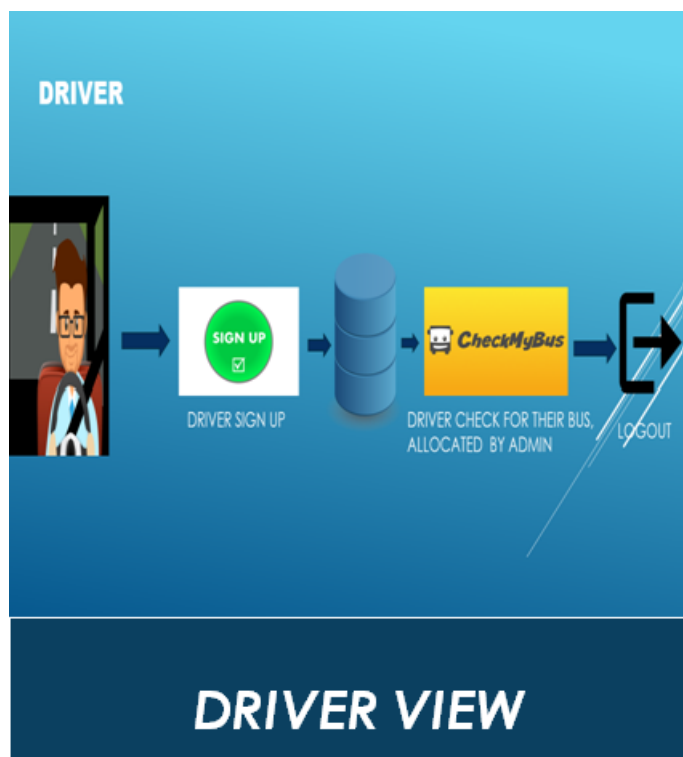 DRIVER
SIGN UP
CheckMyBus
DRIVER SIGN UP
DRIVER CHECK FOR THEIR BUS,
ALLOCATED BY ADMIN
LOGOUT
DRIVER VIEW